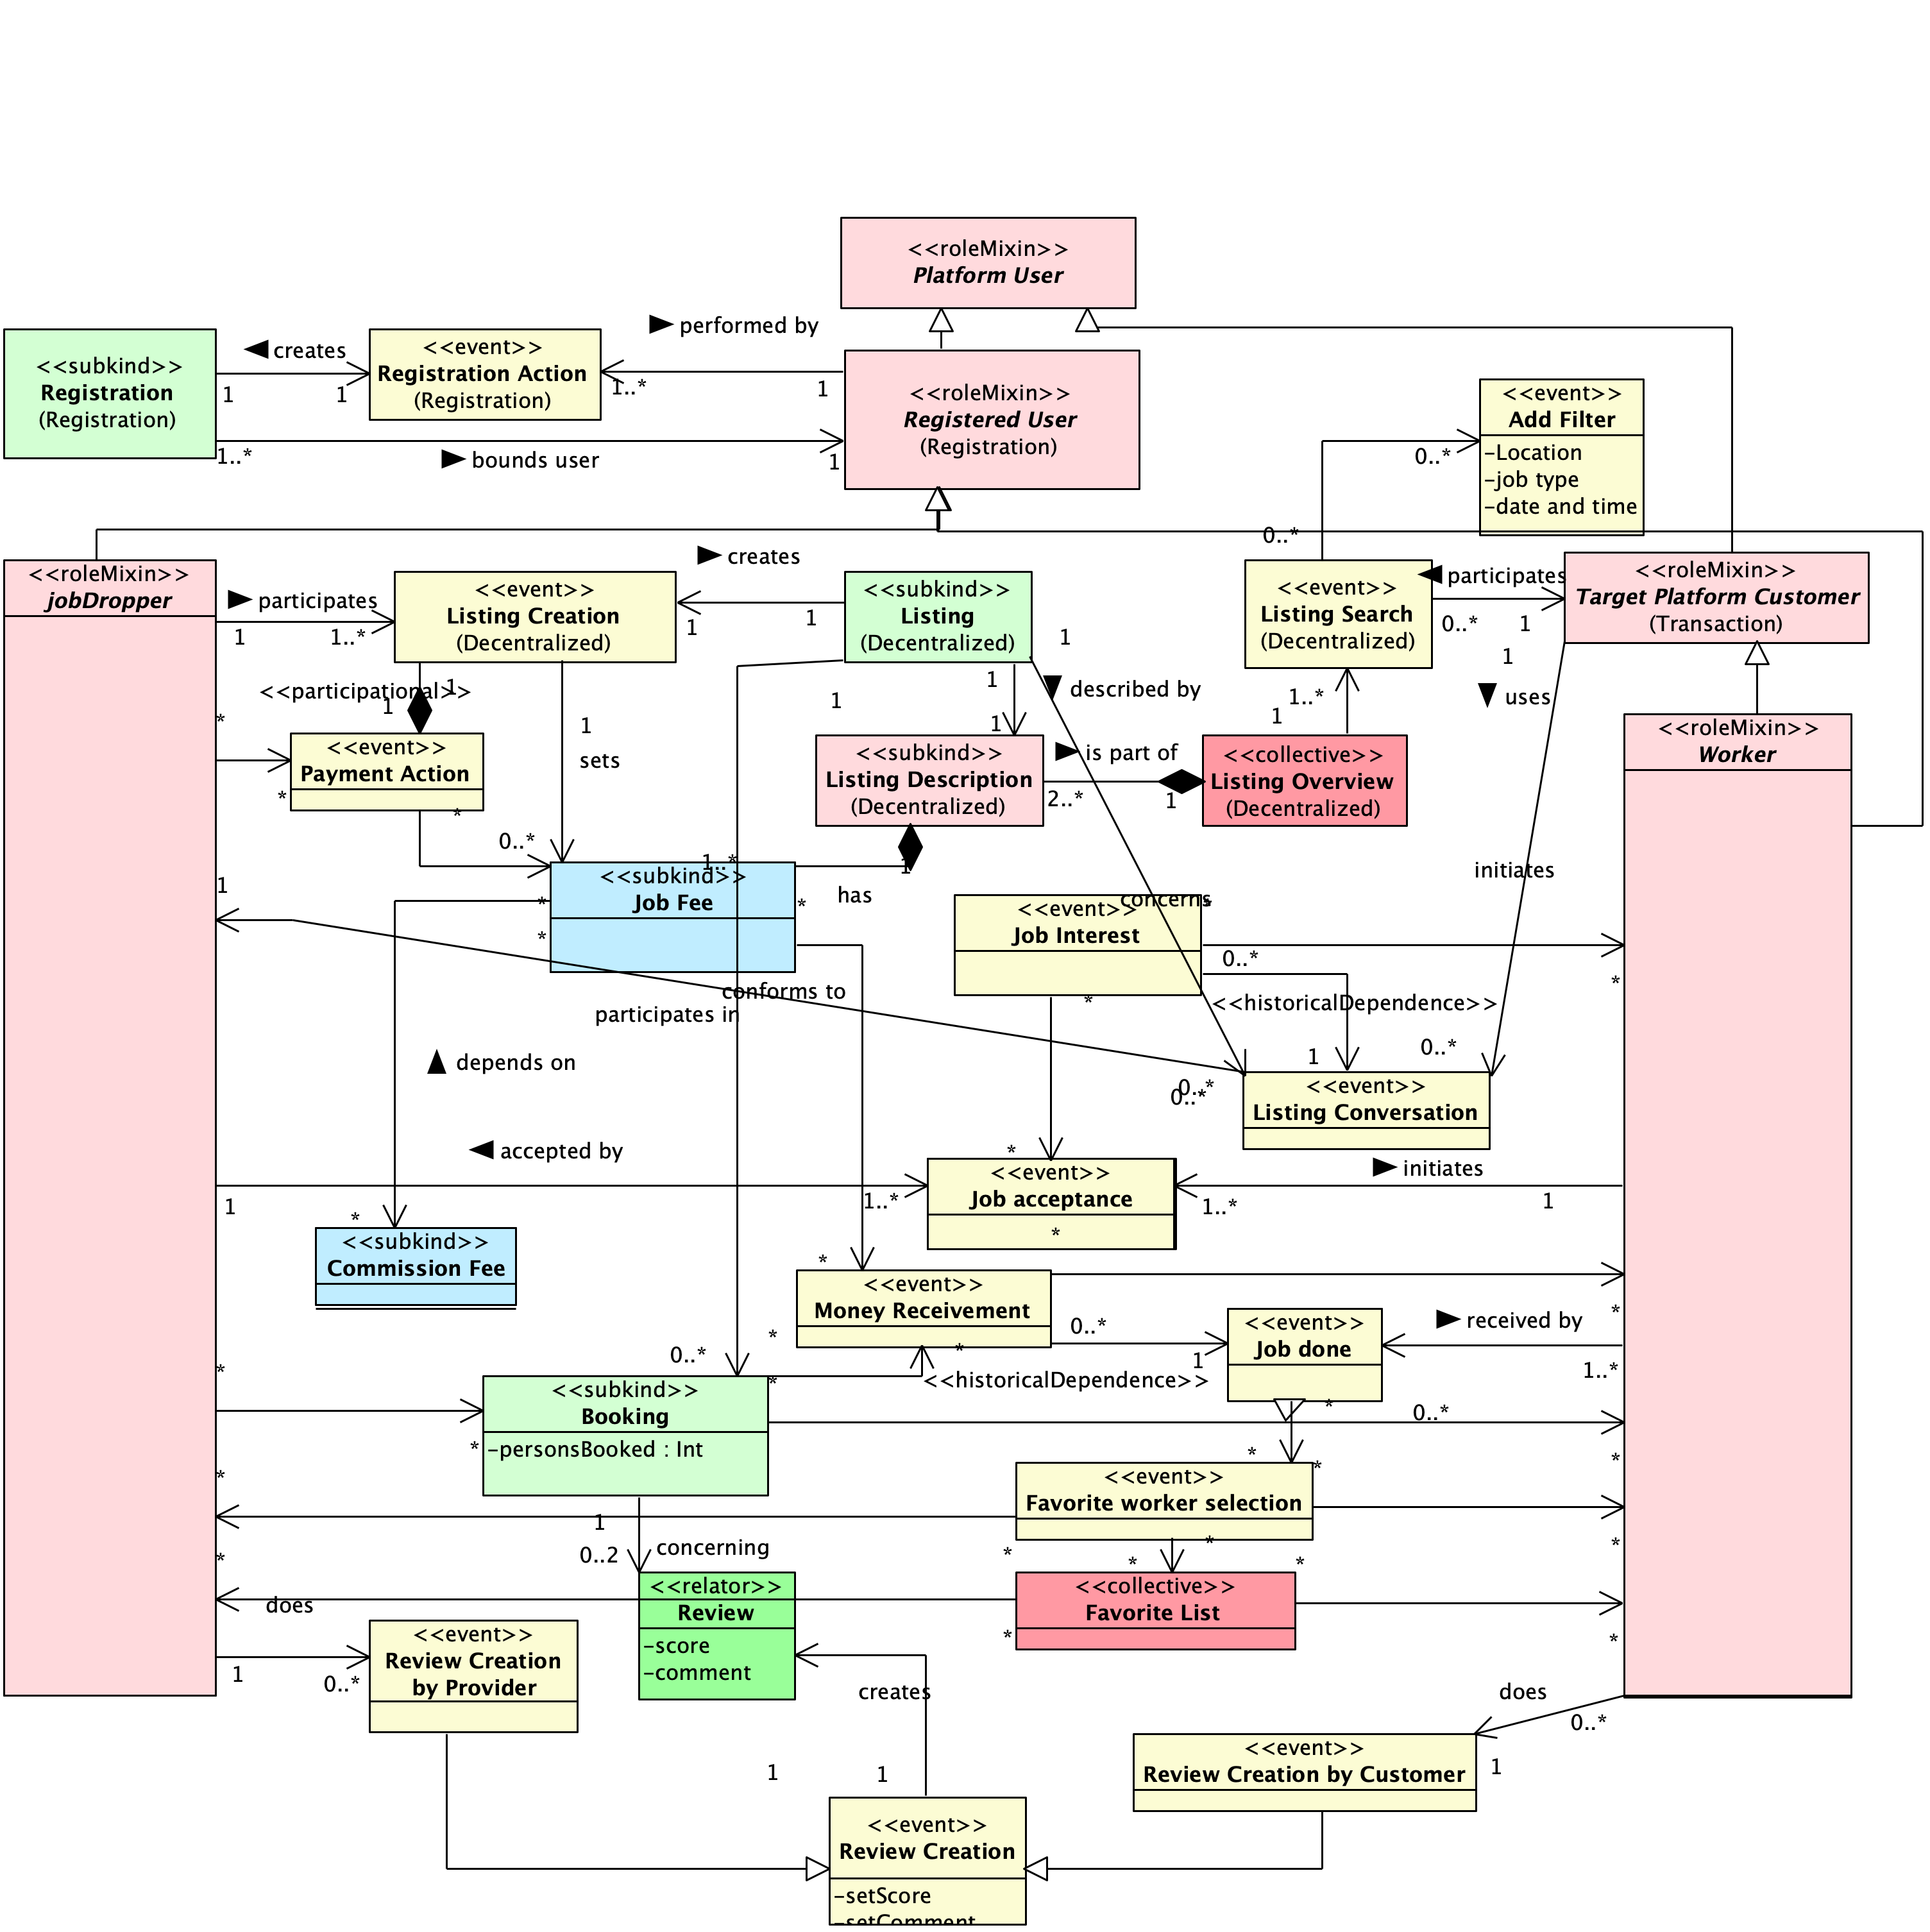 <<roleMixin>>
Platform User
performed by
<<subkind>>
Registration
(Registration)
creates
1
1
<<event>>
Registration Action
(Registration)
1..*
1
<<roleMixin>>
Registered User
(Registration)
1..*
bounds user
1
<<event>>
Add Filter
-Location
-job type
-date and time
0..*
0..*
<<roleMixin>>
jobDropper
participates
1
1..*
<<event>>
Listing Creation
(Decentralized)
creates
1
1
<<subkind>>
Listing
(Decentralized)
1
<<event>>
Listing Search
(Decentralized)
participates
0..*
1
<<roleMixin>>
Target Platform Customer
(Transaction)
<<participational>>
1
1
*
<<event>>
Payment Action
*
*
1
sets
1
1
1
described by
1..*
1
1
uses
<<subkind>>
Listing Description
(Decentralized)
is part of
2..*
1
<<collective>>
Listing Overview
(Decentralized)
<<roleMixin>>
Worker
0..*
1..*
1
1
has
<<subkind>>
Job Fee
*
*
*
initiates
concerns
*
<<event>>
Job Interest
0..*
*
*
<<historicalDependence>>
conforms to
participates in
depends on
1
0..*
0..*
0..*
<<event>>
Listing Conversation
accepted by
1
1..*
*
<<event>>
Job acceptance
*
initiates
1..*
1
*
<<subkind>>
Commission Fee
*
<<event>>
Money Receivement
*
*
*
0..*
1
<<event>>
Job done
received by
1..*
*
0..*
*
*
<<historicalDependence>>
<<subkind>>
Booking
-personsBooked : Int
*
*
0..*
*
*
*
<<event>>
Favorite worker selection
*
*
*
*
*
*
1
0..2
concerning
<<relator>>
Review
-score
-comment
<<collective>>
Favorite List
*
*
does
1
0..*
<<event>>
Review Creation
by Provider
creates
does
0..*
1
<<event>>
Review Creation by Customer
1
1
<<event>>
Review Creation
-setScore
-setComment